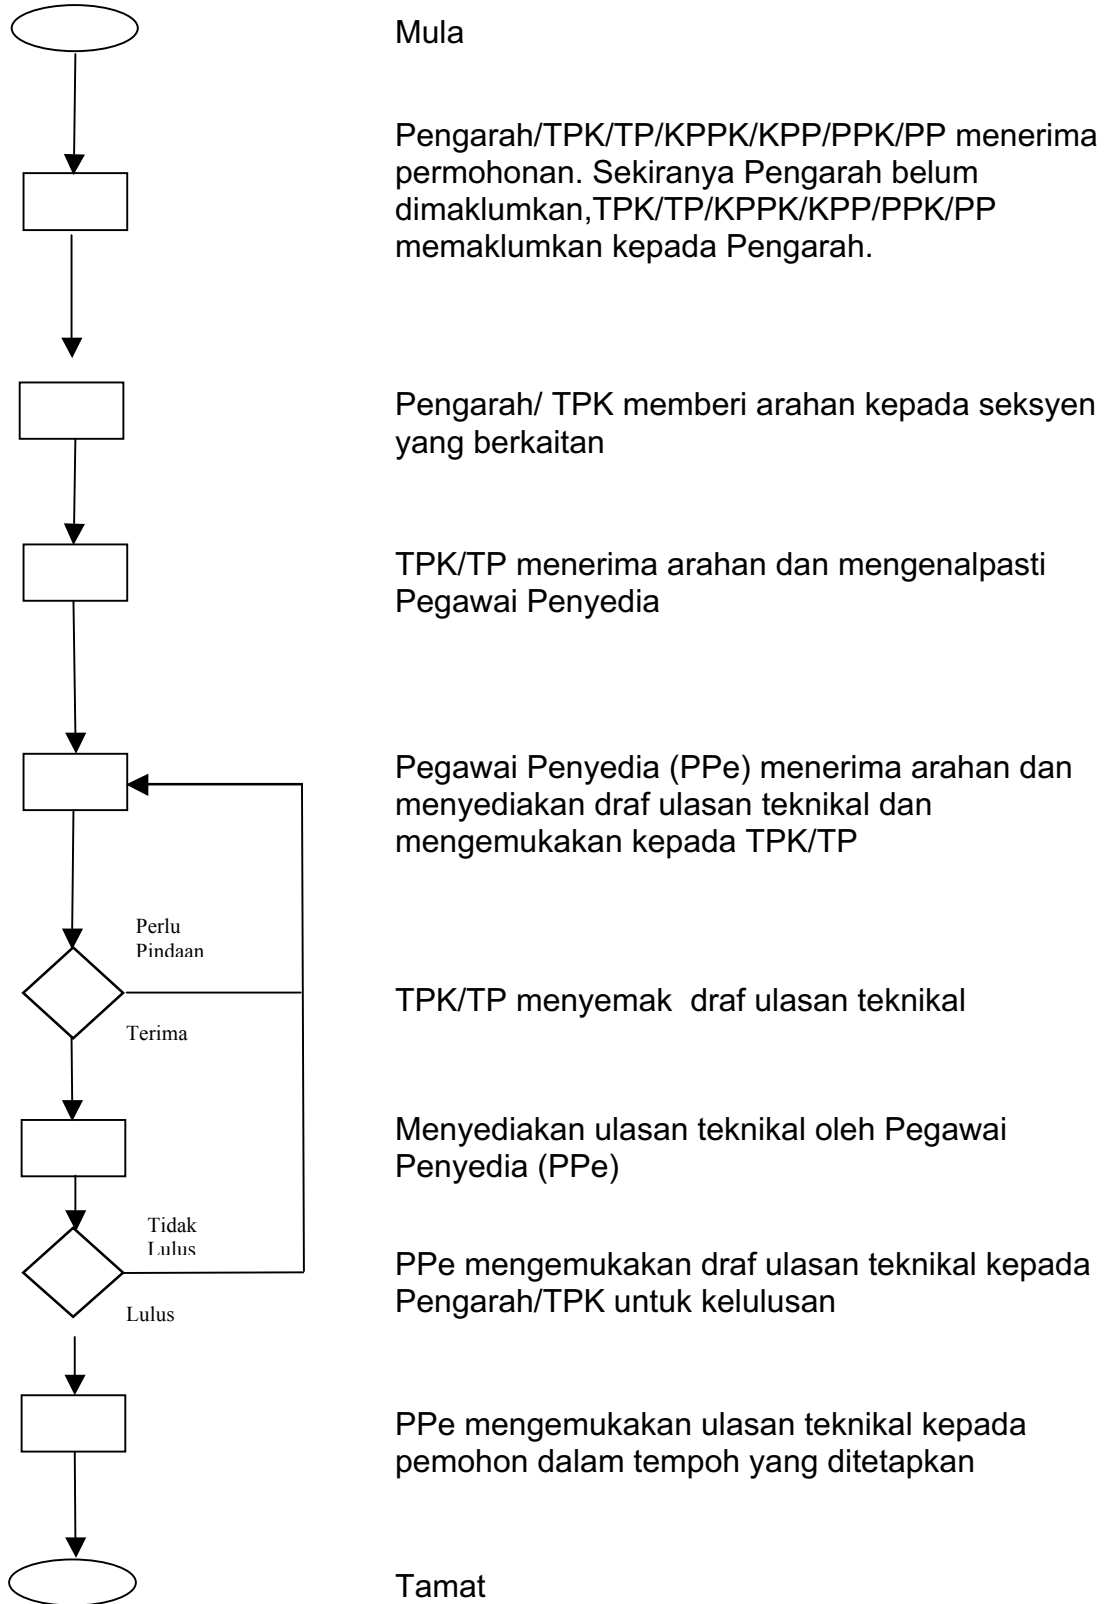 Mula
Pengarah/TPK/TP/KPPK/KPP/PPK/PP menerima
permohonan. Sekiranya Pengarah belum
dimaklumkan,TPK/TP/KPPK/KPP/PPK/PP
memaklumkan kepada Pengarah.
Pengarah/ TPK memberi arahan kepada seksyen
yang berkaitan
TPK/TP menerima arahan dan mengenalpasti
Pegawai Penyedia
Pegawai Penyedia (PPe) menerima arahan dan
menyediakan draf ulasan teknikal dan
mengemukakan kepada TPK/TP
Perlu
Pindaan
TPK/TP menyemak  draf ulasan teknikal
Terima
Menyediakan ulasan teknikal oleh Pegawai
Penyedia (PPe)
Tidak
Lulus
PPe mengemukakan draf ulasan teknikal kepada
Pengarah/TPK untuk kelulusan
Lulus
PPe mengemukakan ulasan teknikal kepada
pemohon dalam tempoh yang ditetapkan
Tamat